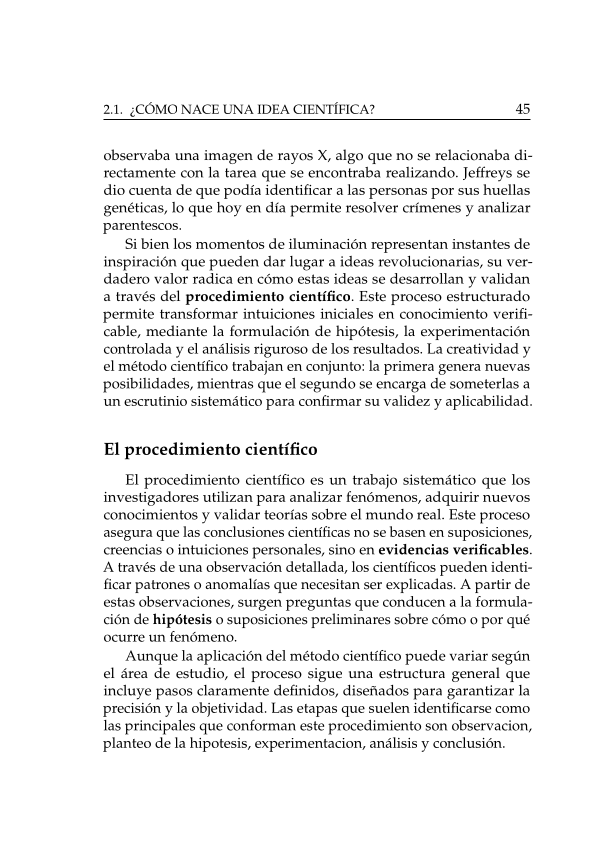 2.1. ¿CÓMO NACE UNA IDEA CIENTÍFICA? 45
observaba una imagen de rayos X, algo que no se relacionaba di-
rectamente con la tarea que se encontraba realizando. Jeffreys se
dio cuenta de que podía identificar a las personas por sus huellas
genéticas, lo que hoy en día permite resolver crímenes y analizar
parentescos.
Si bien los momentos de iluminación representan instantes de
inspiración que pueden dar lugar a ideas revolucionarias, su ver-
dadero valor radica en cómo estas ideas se desarrollan y validan
a través del procedimiento científico. Este proceso estructurado
permite transformar intuiciones iniciales en conocimiento verifi-
cable, mediante la formulación de hipótesis, la experimentación
controlada y el análisis riguroso de los resultados. La creatividad y
el método científico trabajan en conjunto: la primera genera nuevas
posibilidades, mientras que el segundo se encarga de someterlas a
un escrutinio sistemático para confirmar su validez y aplicabilidad.
El procedimiento científico
El procedimiento científico es un trabajo sistemático que los
investigadores utilizan para analizar fenómenos, adquirir nuevos
conocimientos y validar teorías sobre el mundo real. Este proceso
asegura que las conclusiones científicas no se basen en suposiciones,
creencias o intuiciones personales, sino en evidencias verificables.
A través de una observación detallada, los científicos pueden identi-
ficar patrones o anomalías que necesitan ser explicadas. A partir de
estas observaciones, surgen preguntas que conducen a la formula-
ción de hipótesis o suposiciones preliminares sobre cómo o por qué
ocurre un fenómeno.
Aunque la aplicación del método científico puede variar según
el área de estudio, el proceso sigue una estructura general que
incluye pasos claramente definidos, diseñados para garantizar la
precisión y la objetividad. Las etapas que suelen identificarse como
las principales que conforman este procedimiento son observacion,
planteo de la hipotesis, experimentacion, análisis y conclusión.